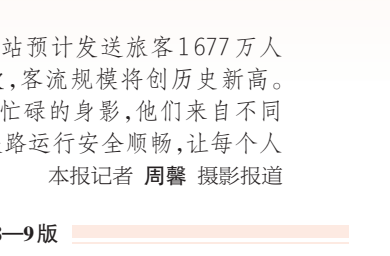 站预计发送旅客1677万人
,客流规模将创历史新高。
忙碌的身影,他们来自不同
路运行安全顺畅,让每个人
本报记者 周馨 摄影报道
—9版